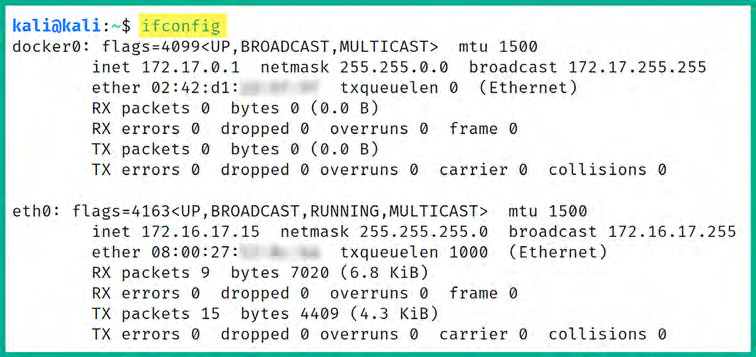 kali@kali:~$ ifconfig
docker0: flags=4099<UP,BROADCAST,MULTICAST>  mtu 1500
inet 172.17.0.1  netmask 255.255.0.0  broadcast 172.17.255.255
ether 02:42:d1:  txqueuelen 0  (Ethernet)
RX packets 0  bytes 0 (0.0 B)
RX errors 0  dropped 0  overruns 0  frame 0
TX packets 0  bytes 0 (0.0 B)
TX errors 0  dropped 0 overruns 0  carrier 0  collisions 0
eth0: flags=4163<UP,BROADCAST,RUNNING,MULTICAST>  mtu 1500
inet 172.16.17.15  netmask 255.255.255.0  broadcast 172.16.17.255
ether 08:00:27:  txqueuelen 1000  (Ethernet)
RX packets 9  bytes 7020 (6.8 KiB)
RX errors 0  dropped 0  overruns 0  frame 0
TX packets 15  bytes 4409 (4.3 KiB)
TX errors 0  dropped 0 overruns 0  carrier 0  collisions 0